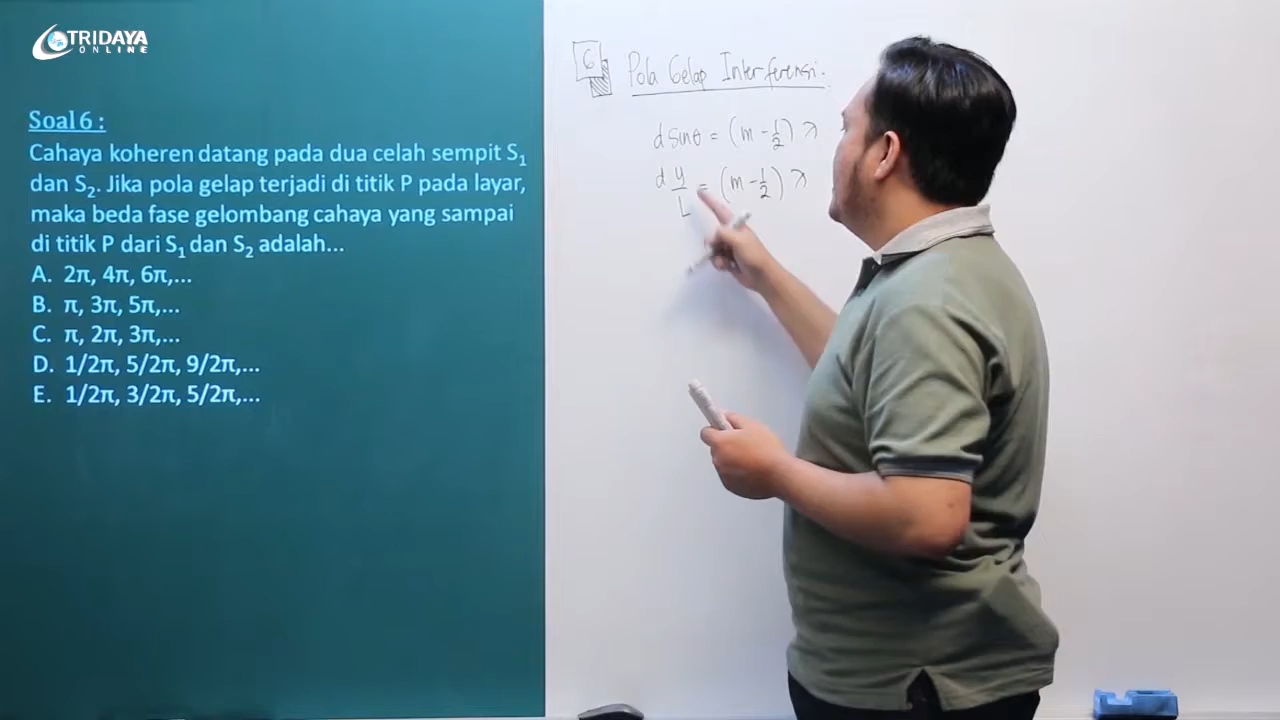 TRIDAYA
ONLINE
Soal 6 :
Cahaya koheren datang pada dua celah sempit S₁
dan S₂. Jika pola gelap terjadi di titik P pada layar,
maka beda fase gelombang cahaya yang sampai
di titik P dari S₁ dan S₂ adalah...
A. 2π, 4π, 6π,...
B. π, 3π, 5π,...
C. π, 2π, 3π,...
D. 1/2π, 5/2π, 9/2π,...
E. 1/2π, 3/2π, 5/2π,...
6 Pola Gelap Interferensi.
d sinθ = (m - 1/2) λ
d y/L = (m - 1/2) λ